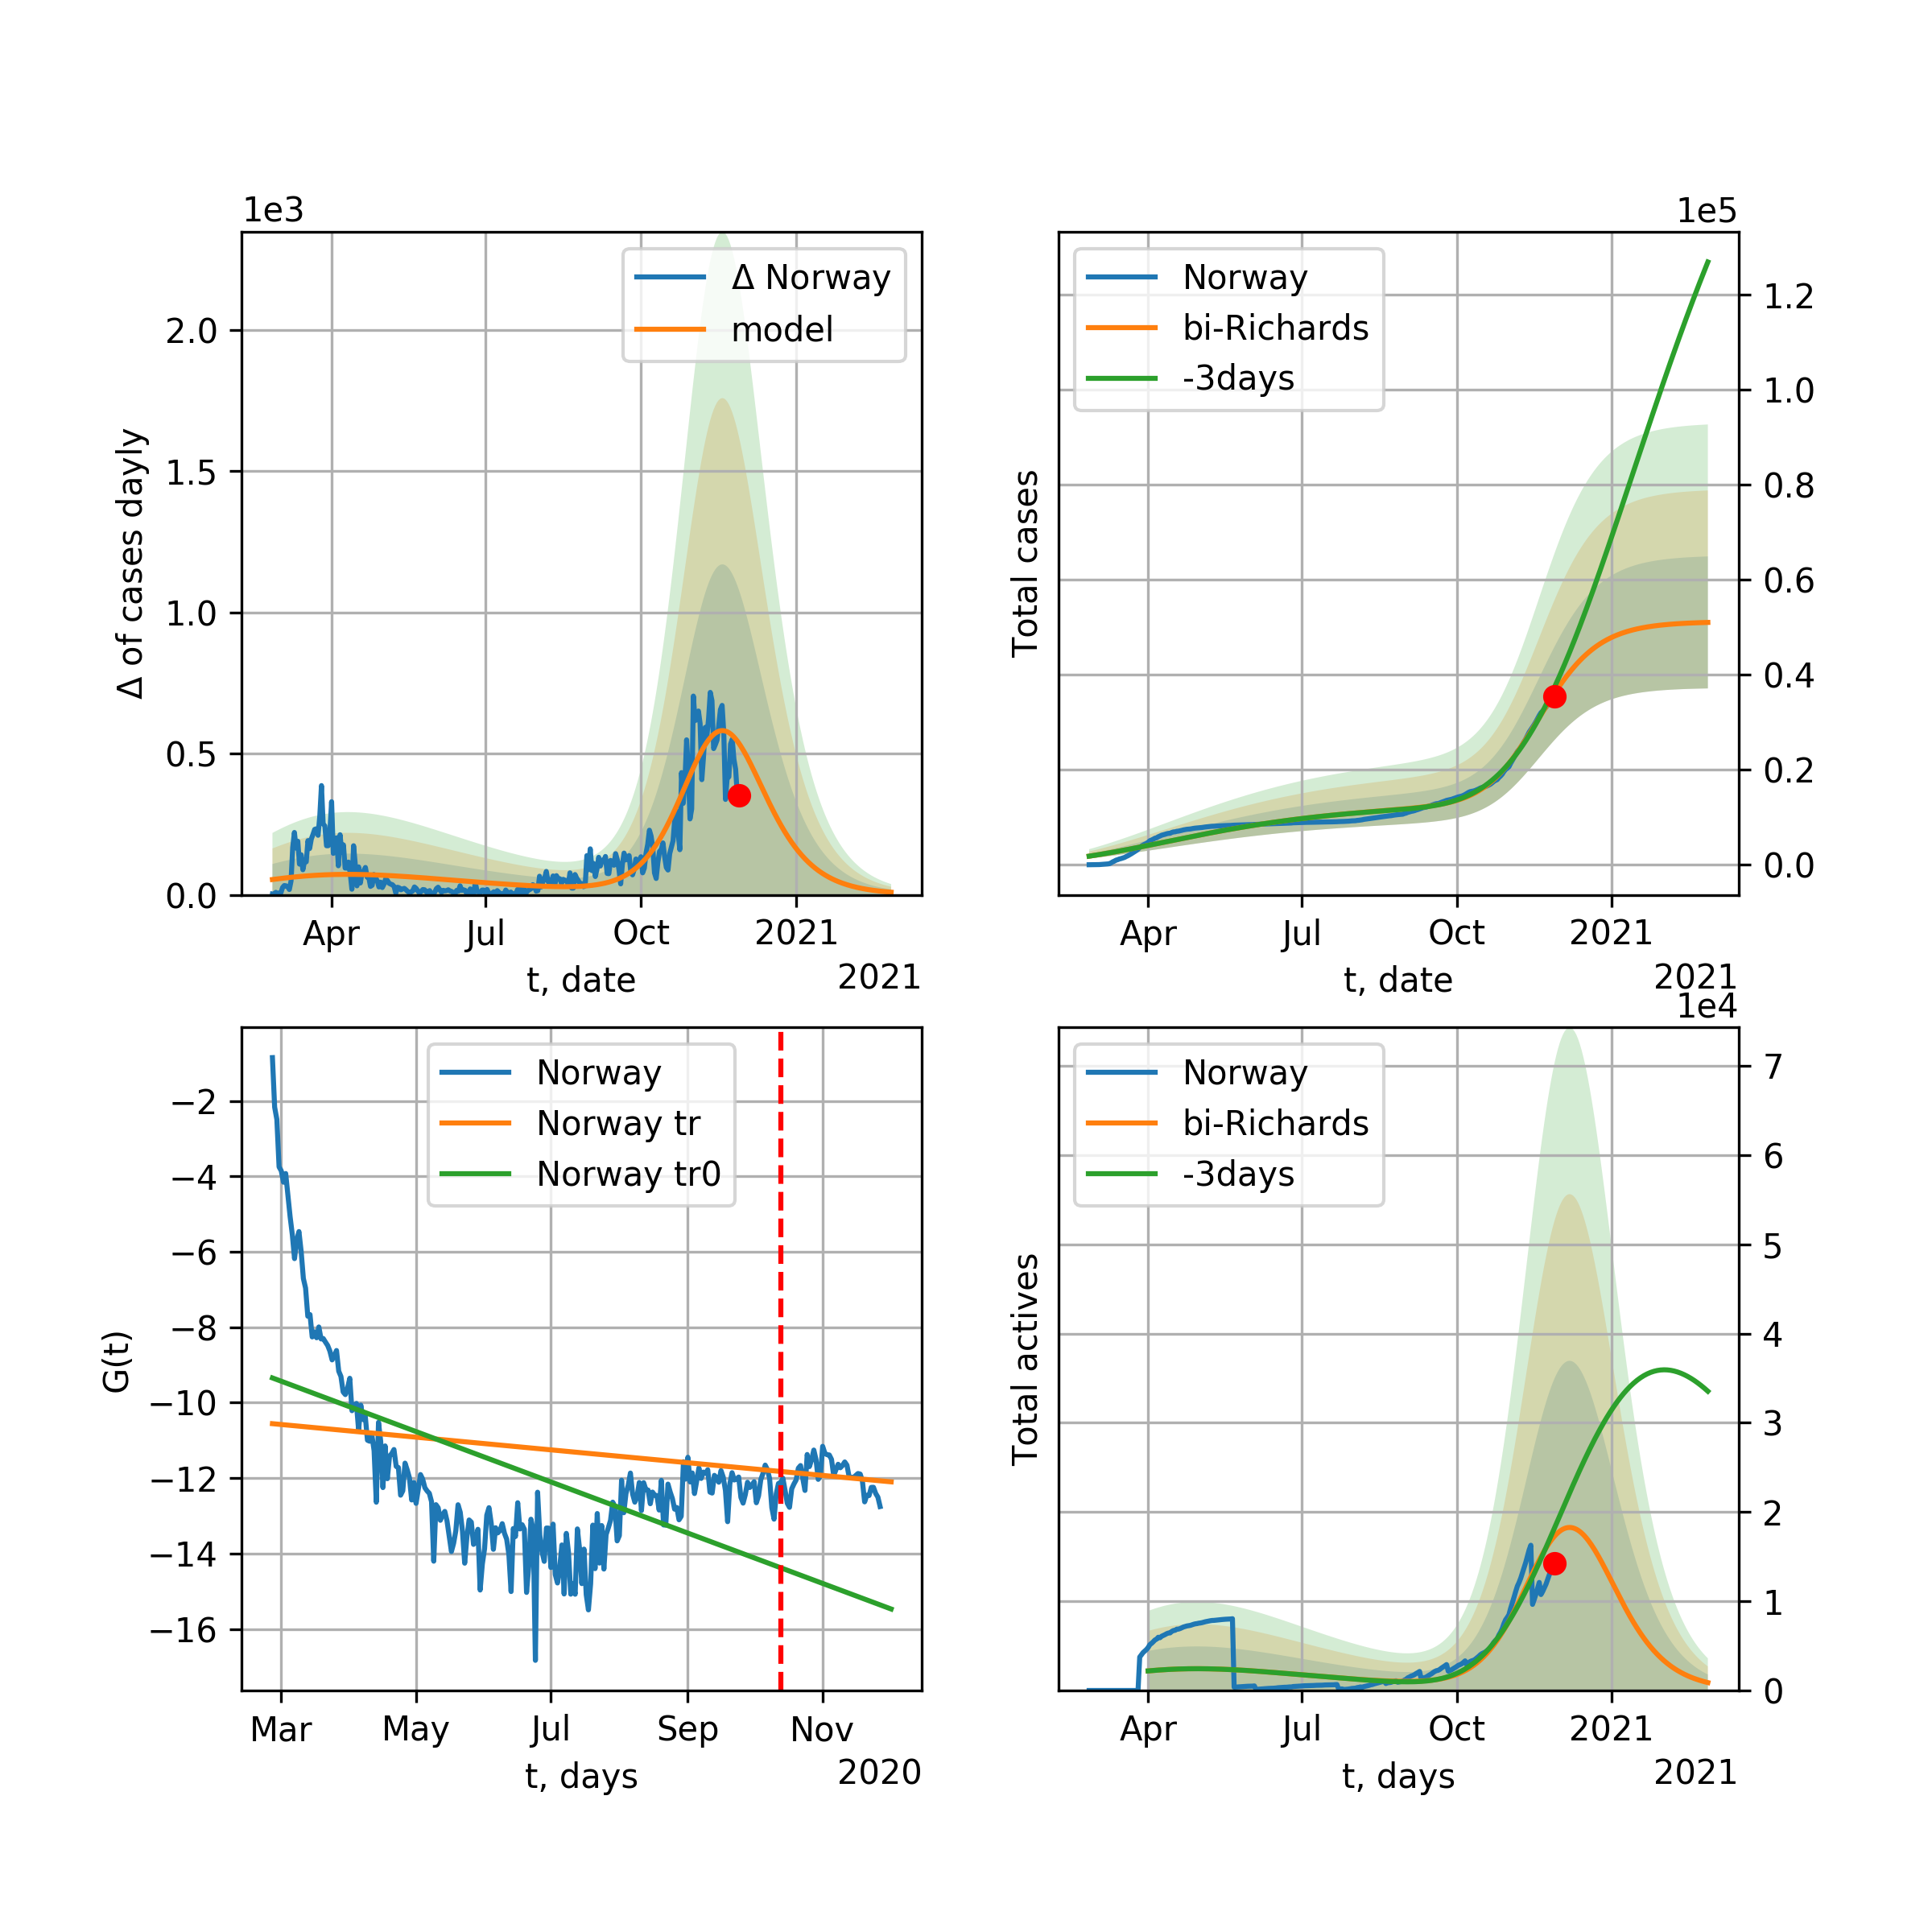 1e3
Δ Norway
model
2.0
1.5
1.0
0.5
0.0
Δ of cases dayly
Apr
Jul
Oct
2021
t, date
2021
1e5
Norway
bi-Richards
-3days
Total cases
1.2
1.0
0.8
0.6
0.4
0.2
0.0
Apr
Jul
Oct
2021
t, date
2021
Norway
Norway tr
Norway tr0
−2
−4
−6
−8
−10
−12
−14
−16
G(t)
Mar
May
Jul
Sep
Nov
t, days
2020
1e4
Norway
bi-Richards
-3days
Total actives
7
6
5
4
3
2
1
0
Apr
Jul
Oct
2021
t, days
2021